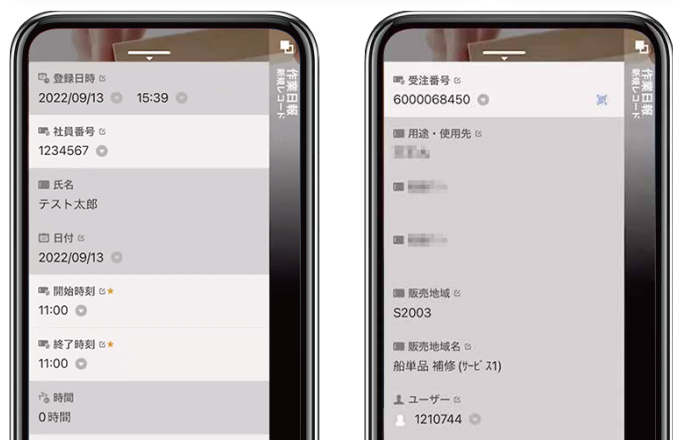 登録日時
2022/09/13 15:39
社員番号
1234567
氏名
テスト太郎
日付
2022/09/13
開始時刻
11:00
終了時刻
11:00
時間
0時間
作業日報
新規レコード
受注番号
6000068450
用途・使用先
販売地域
S2003
販売地域名
船単品 補修 (ｻｰﾋﾞｽ1)
ユーザー
1210744
作業日報
新規レコード